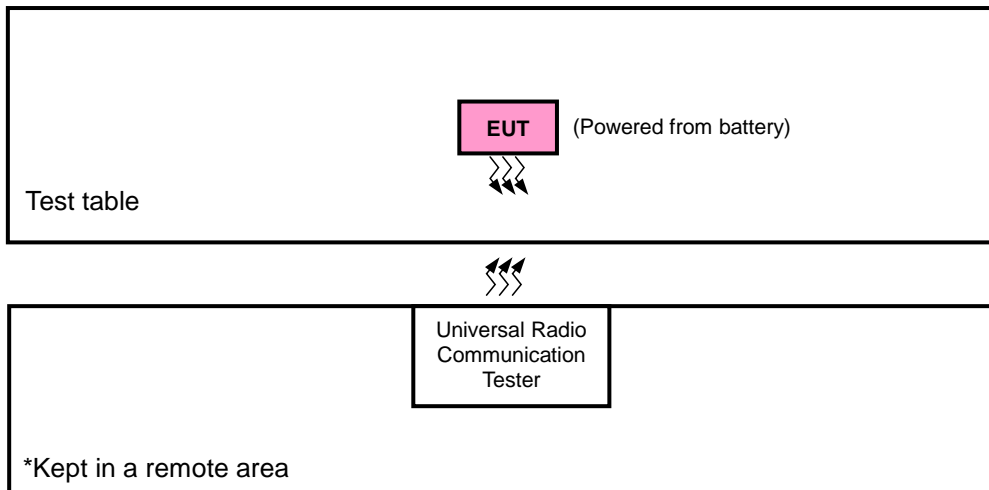 EUT
(Powered from battery)
Test table
Universal Radio
Communication
Tester
*Kept in a remote area